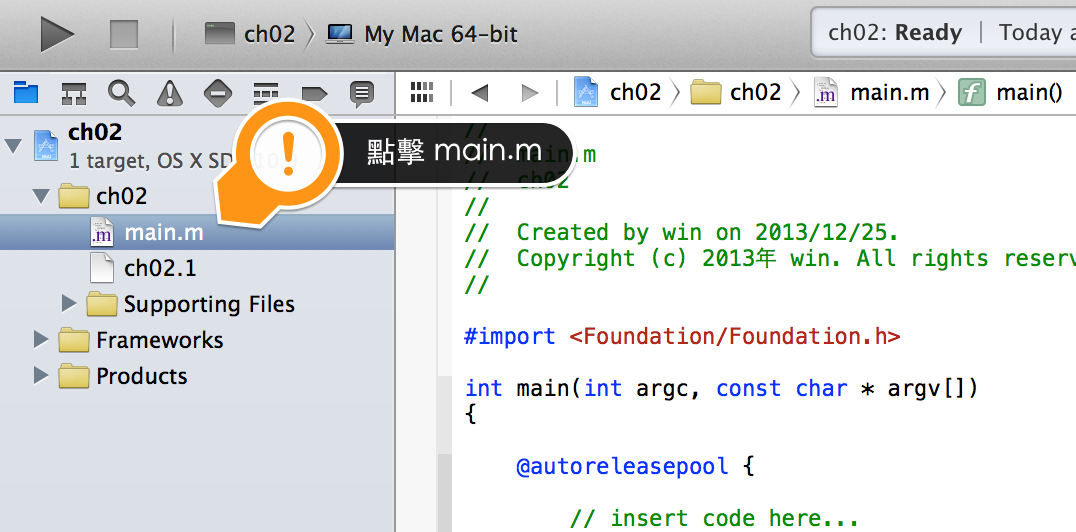 ch02 My Mac 64-bit
ch02: Ready | Today
ch02 ch02 main.m main()
ch02
1 target, OS X SD
ch02
main.m
ch02.1
Supporting Files
Frameworks
Products
點擊 main.m
//
// .m
// ch02
//
// Created by win on 2013/12/25.
// Copyright (c) 2013年 win. All rights reserv
//
#import <Foundation/Foundation.h>
int main(int argc, const char * argv[])
{
@autoreleasepool {
// insert code here...